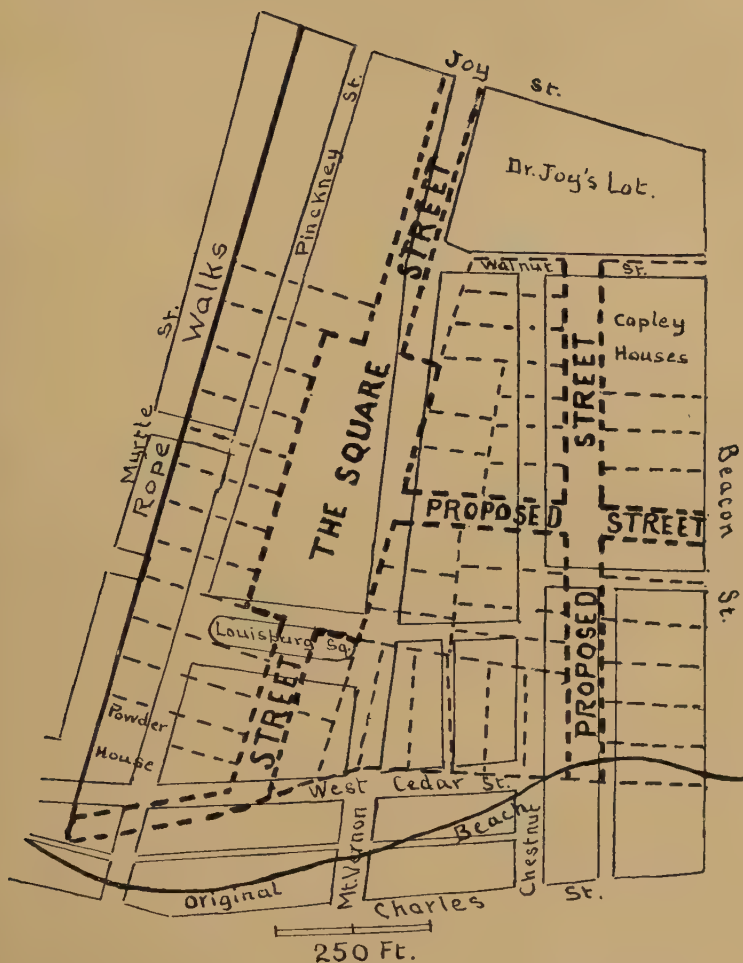 Joy St.
Dr. Joy's Lot.
Pinckney St.
Rope Walks
Myrtle St.
STREET
Walnut St.
Copley
Houses
THE SQUARE
STREET
PROPOSED
STREET
Beacon St.
PROPOSED
Louisburg Sq.
STREET
Powder
House
West Cedar St.
Beach
Original
Mt. Vernon
Chestnut
Charles St.
250 Ft.